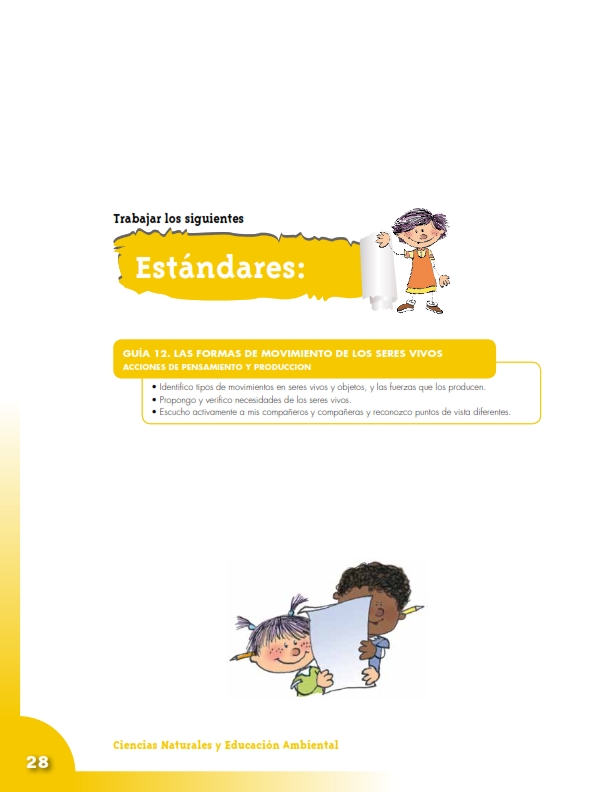 Trabajar los siguientes
Estándares:
GUÍA 12. LAS FORMAS DE MOVIMIENTO DE LOS SERES VIVOS
ACCIONES DE PENSAMIENTO Y PRODUCCION
• Identifico tipos de movimientos en seres vivos y objetos, y las fuerzas que los producen.
• Propongo y verifico necesidades de los seres vivos.
• Escucho activamente a mis compañeros y compañeras y reconozco puntos de vista diferentes.
Ciencias Naturales y Educación Ambiental
28